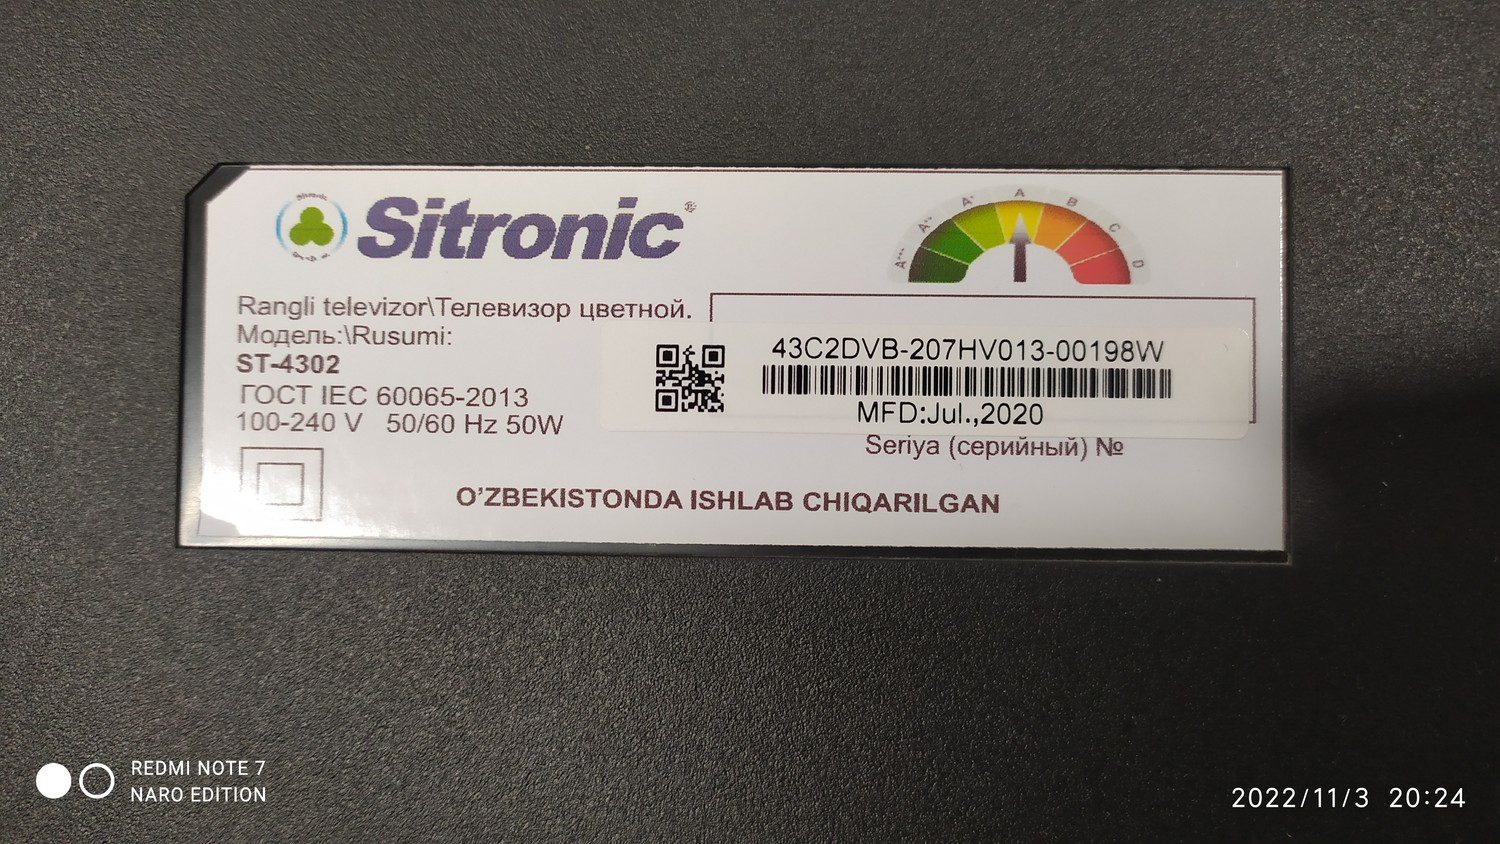 Sitronic®
A+++ A++ A+ A B C D
Rangli televizor\Телевизор цветной.
Модель:\Rusumi:
ST-4302
ГОСТ IEC 60065-2013
100-240 V 50/60 Hz 50W
43C2DVB-207HV013-00198W
MFD:Jul.,2020
Seriya (серийный) №
O'ZBEKISTONDA ISHLAB CHIQARILGAN
REDMI NOTE 7
NARO EDITION
2022/11/3 20:24